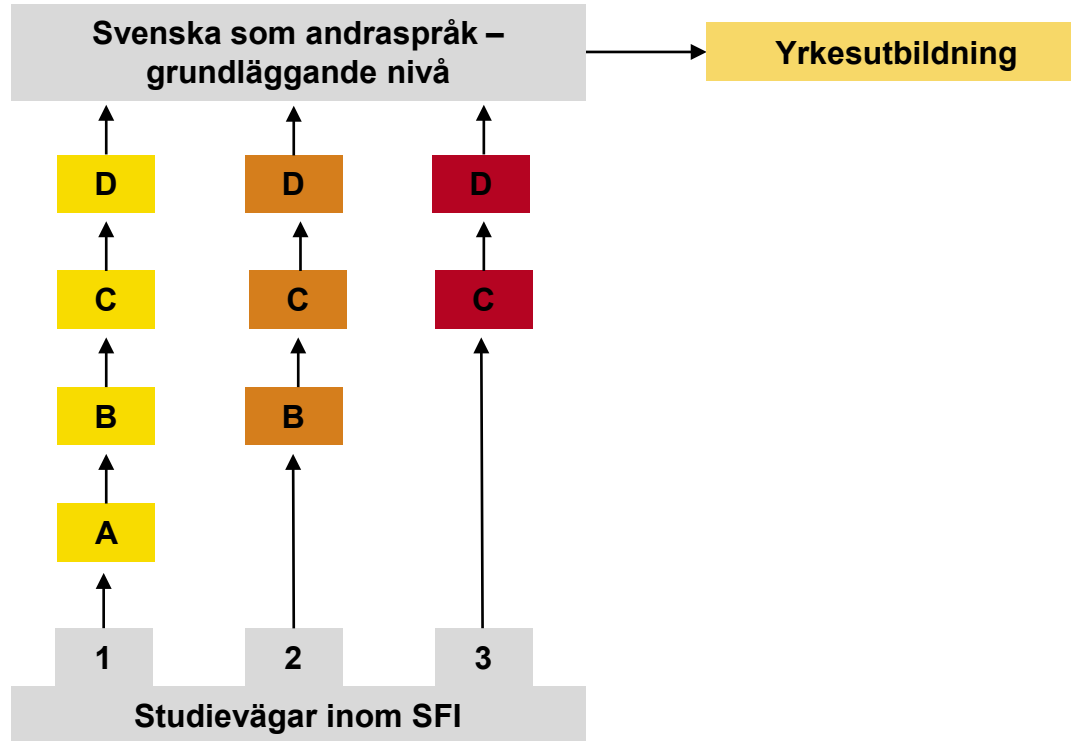 Svenska som andraspråk –
grundläggande nivå
Yrkesutbildning
D
D
D
C
C
C
B
B
A
1
2
3
Studievägar inom SFI